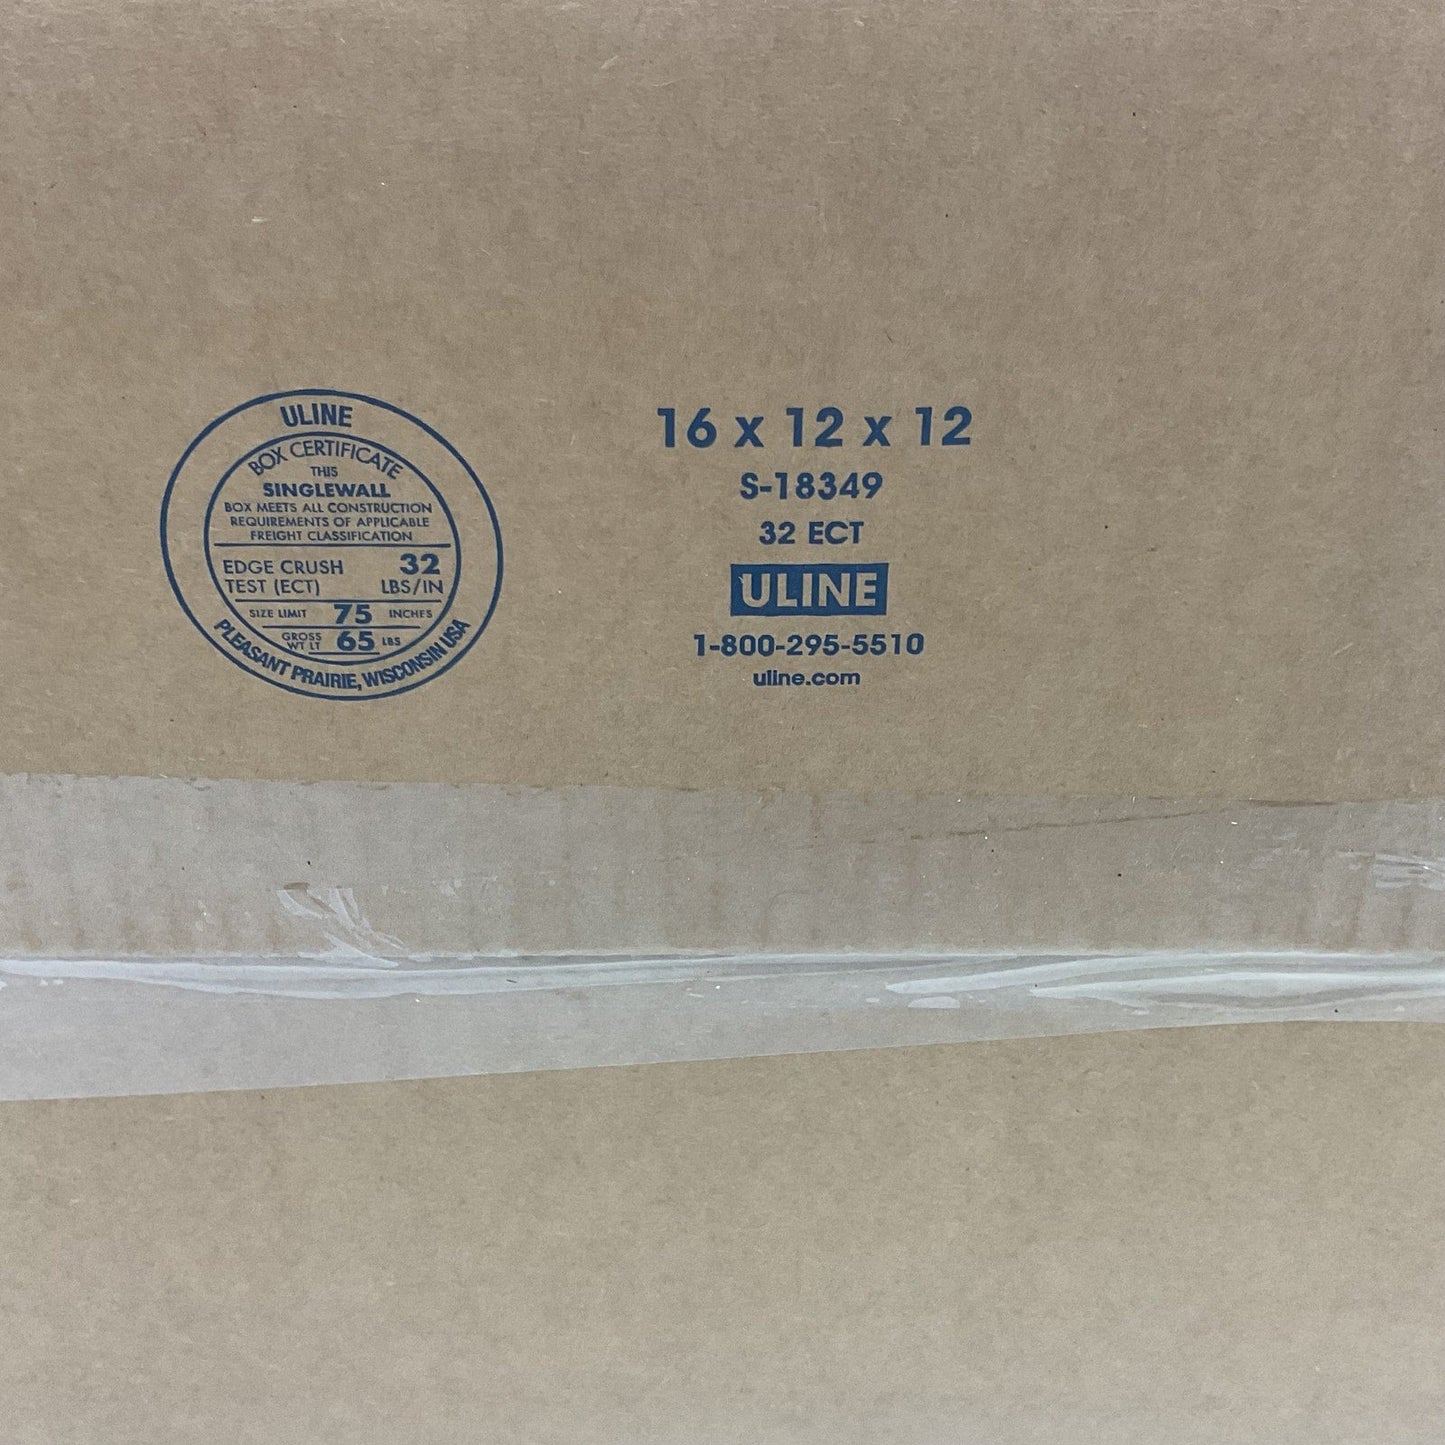 ULINE
BOX CERTIFICATE
THIS
SINGLEWALL
BOX MEETS ALL CONSTRUCTION
REQUIREMENTS OF APPLICABLE
FREIGHT CLASSIFICATION
EDGE CRUSH 32
TEST (ECT) LBS/IN
SIZE LIMIT 75 INCHES
GROSS
WT LT 65 LBS
PLEASANT PRAIRIE, WISCONSIN USA
16 x 12 x 12
S-18349
32 ECT
ULINE
1-800-295-5510
uline.com